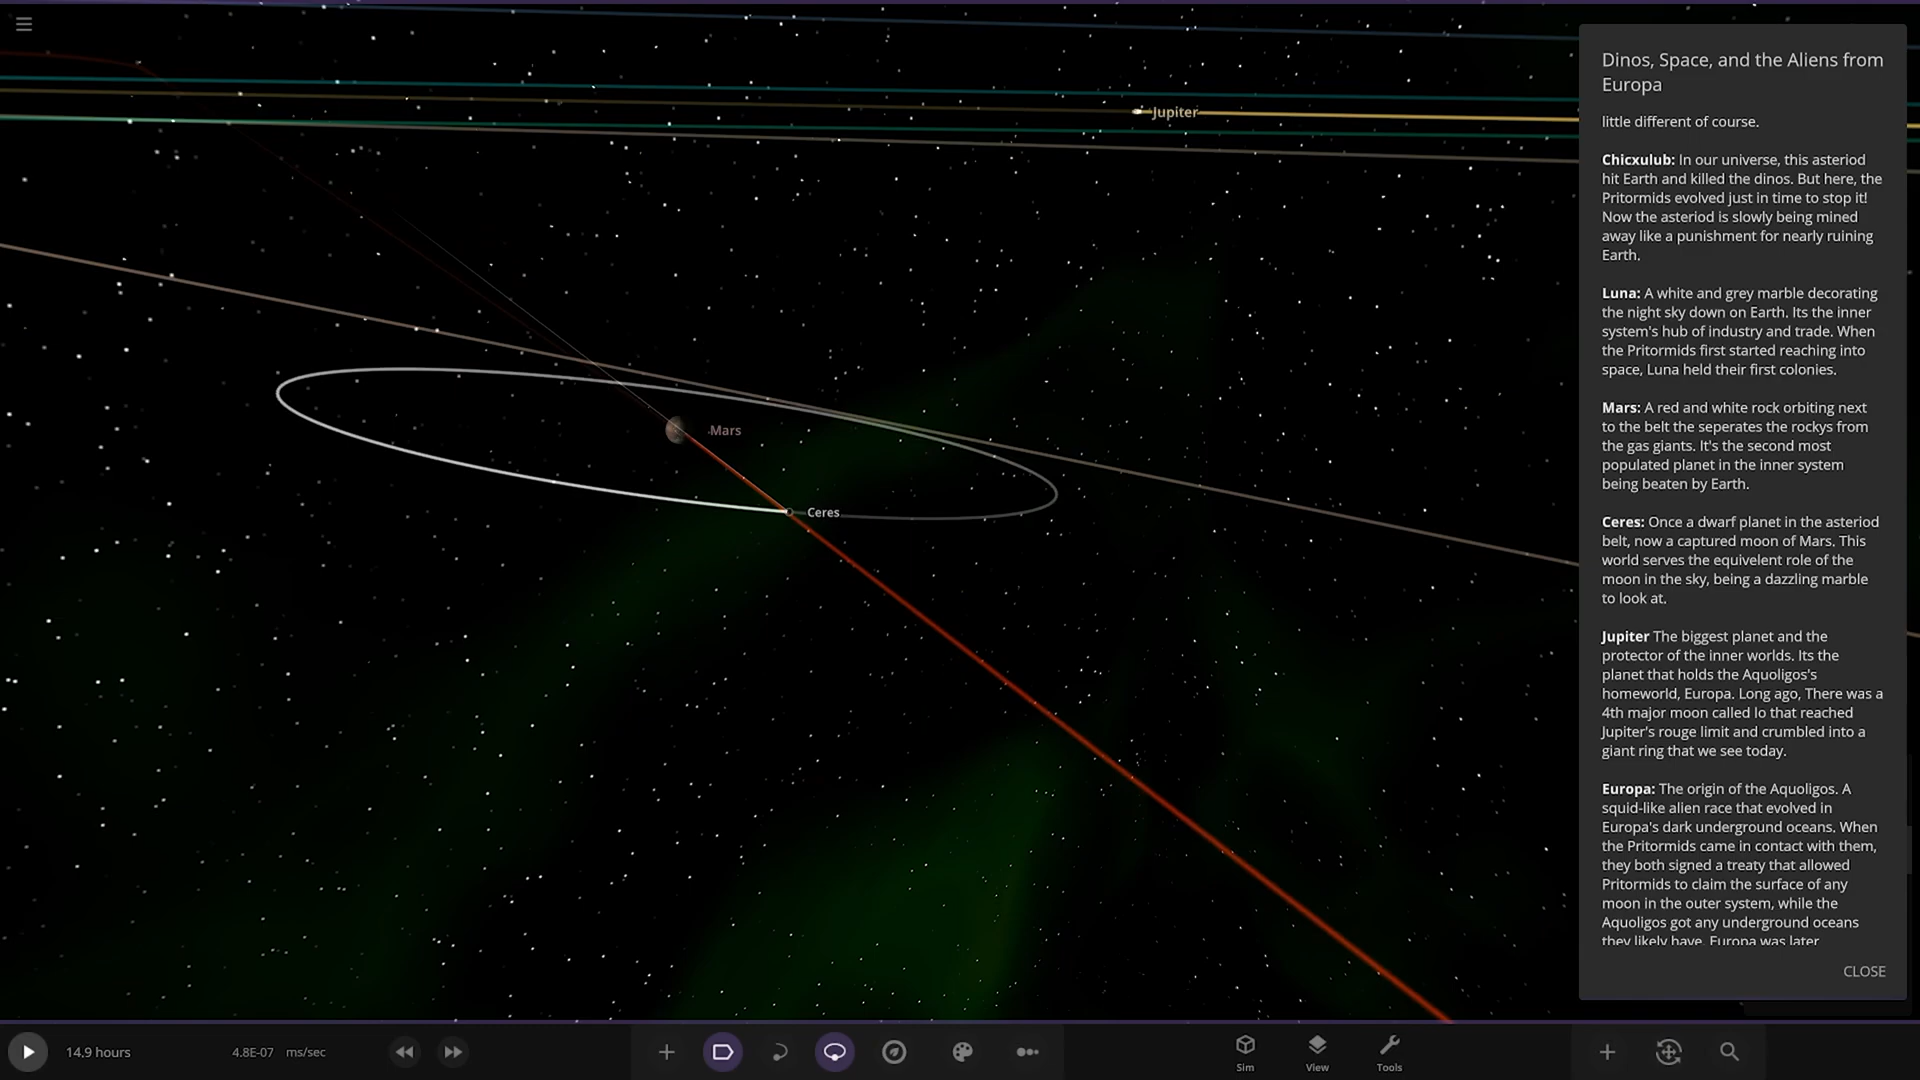 Dinos, Space, and the Aliens from
Europa
little different of course.
Chicxulub: In our universe, this asteriod
hit Earth and killed the dinos. But here, the
Pritormids evolved just in time to stop it!
Now the asteriod is slowly being mined
away like a punishment for nearly ruining
Earth.
Luna: A white and grey marble decorating
the night sky down on Earth. Its the inner
system's hub of industry and trade. When
the Pritormids first started reaching into
space, Luna held their first colonies.
Mars: A red and white rock orbiting next
to the belt the seperates the rockys from
the gas giants. It's the second most
populated planet in the inner system
being beaten by Earth.
Ceres: Once a dwarf planet in the asteriod
belt, now a captured moon of Mars. This
world serves the equivelent role of the
moon in the sky, being a dazzling marble
to look at.
Jupiter The biggest planet and the
protector of the inner worlds. Its the
planet that holds the Aquoligos's
homeworld, Europa. Long ago, There was a
4th major moon called Io that reached
Jupiter's rouge limit and crumbled into a
giant ring that we see today.
Europa: The origin of the Aquoligos. A
squid-like alien race that evolved in
Europa's dark underground oceans. When
the Pritormids came in contact with them,
they both signed a treaty that allowed
Pritormids to claim the surface of any
moon in the outer system, while the
Aquoligos got any underground oceans
they likely have. Europa was later
CLOSE
Jupiter
Mars
Ceres
14.9 hours
4.8E-07 ms/sec
Sim
View
Tools